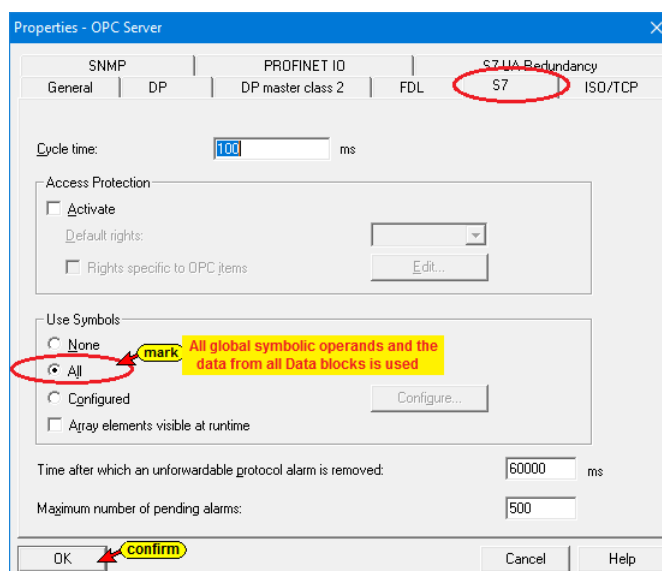 Properties - OPC Server
SNMP PROFINET IO S7 UA Redundancy
General DP DP master class 2 FDL S7 ISO/TCP
Cycle time: 100 ms
Access Protection
Activate
Default rights:
Rights specific to OPC items Edit...
Use Symbols
None
mark All global symbolic operands and the
data from all Data blocks is used
All
Configured Configure...
Array elements visible at runtime
Time after which an unforwardable protocol alarm is removed: 60000 ms
Maximum number of pending alarms: 500
OK confirm Cancel Help